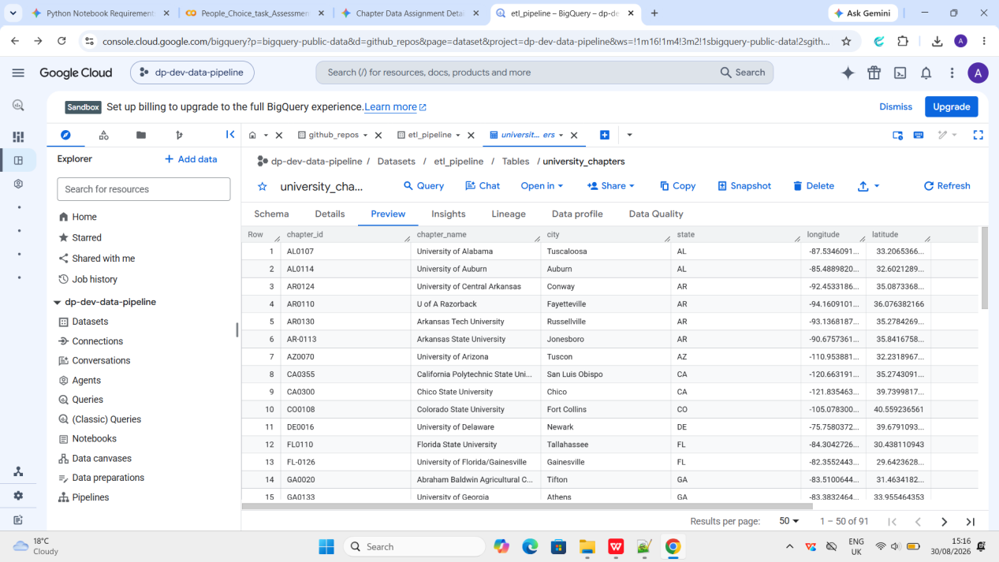 Python Notebook Requirement
People_Choice_task_Assessmen
Chapter Data Assignment Detai
etl_pipeline – BigQuery – dp-de
Ask Gemini
console.cloud.google.com/bigquery?p=bigquery-public-data&d=github_repos&page=dataset&project=dp-dev-data-pipeline&ws=!1m16!1m4!3m2!1sbigquery-public-data!2sgith...
A
Google Cloud
dp-dev-data-pipeline
Search (/) for resources, docs, products and more
Search
A
Sandbox Set up billing to upgrade to the full BigQuery experience. Learn more
Dismiss
Upgrade
github_repos
etl_pipeline
universit... ers
Explorer
+ Add data
Search for resources
Home
Starred
Shared with me
Job history
dp-dev-data-pipeline
Datasets
Connections
Conversations
Agents
Queries
(Classic) Queries
Notebooks
Data canvases
Data preparations
Pipelines
dp-dev-data-pipeline / Datasets / etl_pipeline / Tables / university_chapters
university_cha...
Query
Chat
Open in
Share
Copy
Snapshot
Delete
Refresh
Schema Details Preview Insights Lineage Data profile Data Quality
Row chapter_id chapter_name city state longitude latitude
1 AL0107 University of Alabama Tuscaloosa AL -87.5346091... 33.2065366...
2 AL0114 University of Auburn Auburn AL -85.4889820... 32.6021289...
3 AR0124 University of Central Arkansas Conway AR -92.4533186... 35.0873368...
4 AR0110 U of A Razorback Fayetteville AR -94.1609101... 36.076382166
5 AR0130 Arkansas Tech University Russellville AR -93.1368187... 35.2784269...
6 AR-0113 Arkansas State University Jonesboro AR -90.6757361... 35.8416758...
7 AZ0070 University of Arizona Tuscon AZ -110.953881... 32.2318967...
8 CA0355 California Polytechnic State Uni... San Luis Obispo CA -120.663191... 35.2743091...
9 CA0300 Chico State University Chico CA -121.835463... 39.7399817...
10 CO0108 Colorado State University Fort Collins CO -105.078300... 40.559236561
11 DE0016 University of Delaware Newark DE -75.7580372... 39.6791093...
12 FL0110 Florida State University Tallahassee FL -84.3042726... 30.438110943
13 FL-0126 University of Florida/Gainesville Gainesville FL -82.3552443... 29.6423628...
14 GA0020 Abraham Baldwin Agricultural C... Tifton GA -83.5100644... 31.4634182...
15 GA0133 University of Georgia Athens GA -83.3832464... 33.955464353
Results per page: 50 1 – 50 of 91
18°C
Cloudy
Search
ENG
UK
15:16
30/08/2026